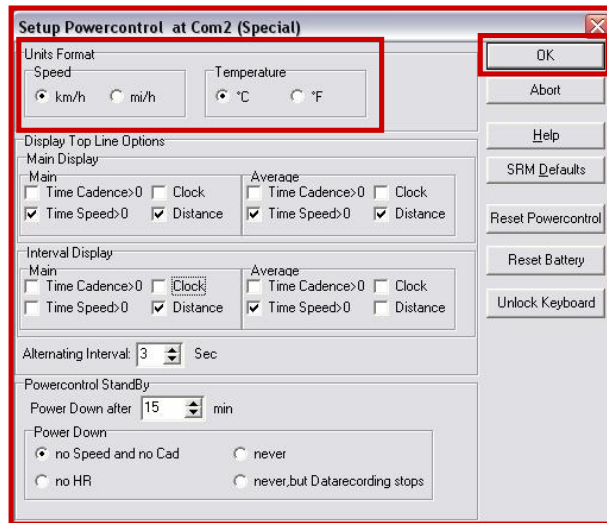 Setup Powercontrol at Com2 (Special)
Units Format
Speed
km/h mi/h
Temperature
°C °F
Display Top Line Options
Main Display
Main
Time Cadence>0 Clock
Time Speed>0 Distance
Average
Time Cadence>0 Clock
Time Speed>0 Distance
Interval Display
Main
Time Cadence>0 Clock
Time Speed>0 Distance
Average
Time Cadence>0 Clock
Time Speed>0 Distance
Alternating Interval: 3 Sec
Powercontrol StandBy
Power Down after 15 min
Power Down
no Speed and no Cad never
no HR never,but Datarecording stops
OK
Abort
Help
SRM Defaults
Reset Powercontrol
Reset Battery
Unlock Keyboard